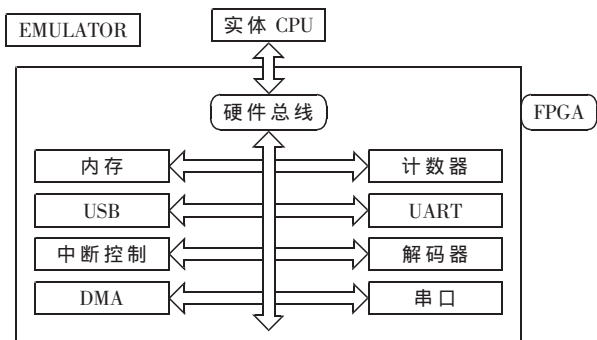 EMULATOR
实体 CPU
硬件总线
FPGA
内存
计数器
USB
UART
中断控制
解码器
DMA
串口